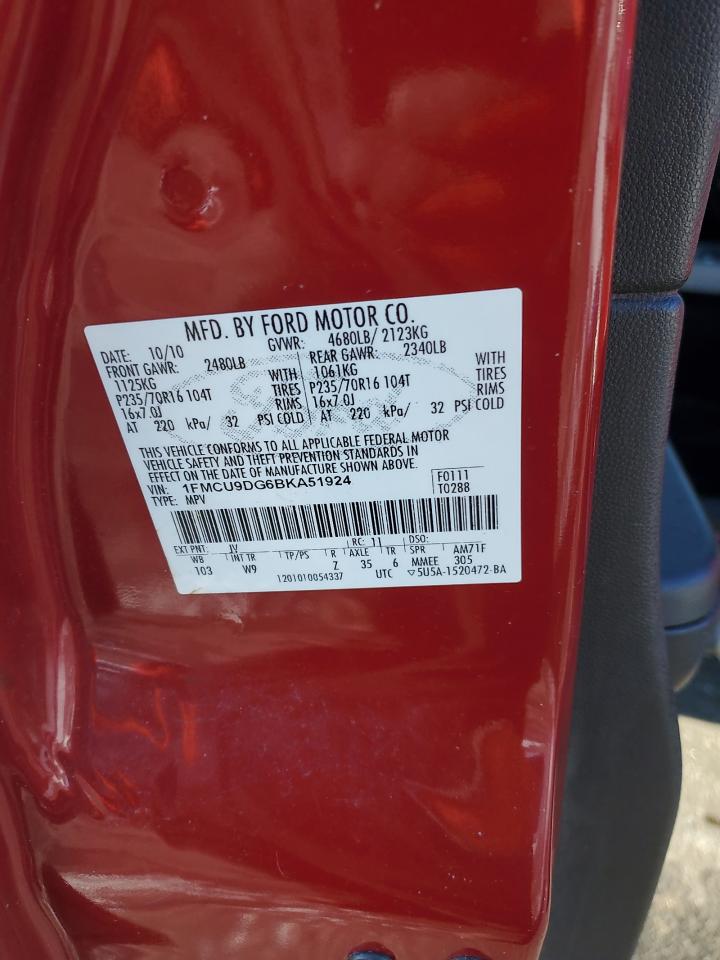 MFD. BY FORD MOTOR CO.
DATE: 10/10 GVWR: 4680LB/ 2123KG
FRONT GAWR: 2480LB REAR GAWR: 2340LB
1125KG WITH 1061KG WITH
P235/70R16 104T TIRES P235/70R16 104T TIRES
16x7.0J RIMS 16x7.0J RIMS
AT 220 kPa/ 32 PSI COLD AT 220 kPa/ 32 PSI COLD
THIS VEHICLE CONFORMS TO ALL APPLICABLE FEDERAL MOTOR
VEHICLE SAFETY AND THEFT PREVENTION STANDARDS IN
EFFECT ON THE DATE OF MANUFACTURE SHOWN ABOVE.
VIN: 1FMCU9DG6BKA51924 F0111
TYPE: MPV T0288
EXT PNT: JV RC: 11 DSO:
WB INT TR TP/PS R AXLE TR SPR AM71F
103 W9 Z 35 6 MMEE 305
1201010054337 UTC ▽5U5A-1520472-BA